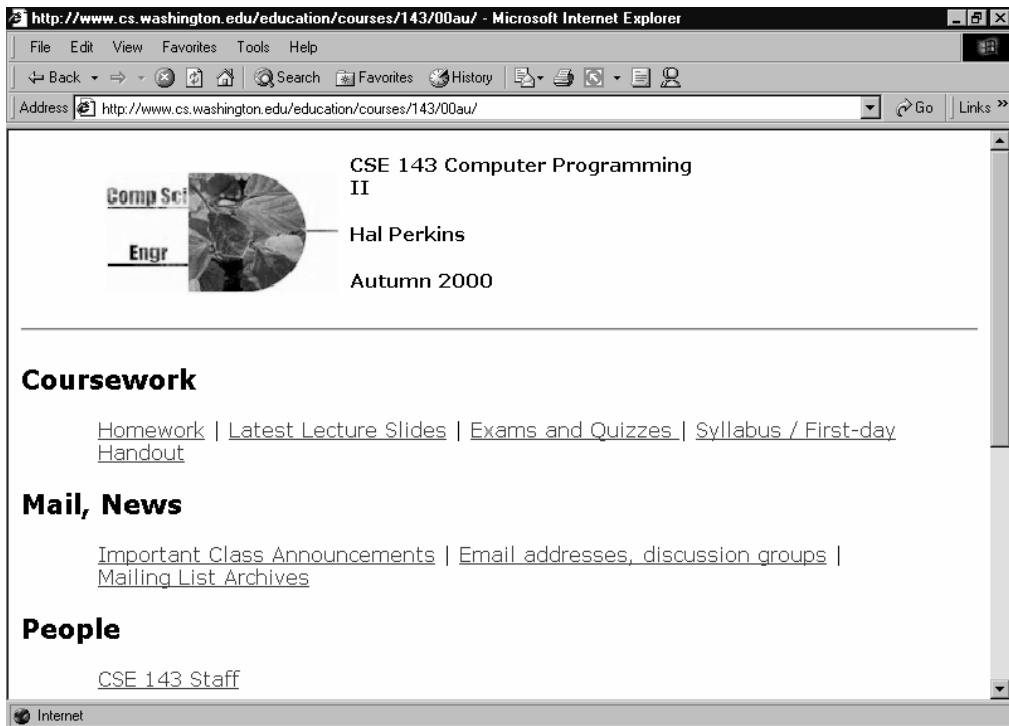 http://www.cs.washington.edu/education/courses/143/00au/ - Microsoft Internet Explorer
File Edit View Favorites Tools Help
Back Search Favorites History
Address http://www.cs.washington.edu/education/courses/143/00au/ Go Links »
Comp Sci
Engr
CSE 143 Computer Programming
II
Hal Perkins
Autumn 2000
Coursework
Homework | Latest Lecture Slides | Exams and Quizzes | Syllabus / First-day
Handout
Mail, News
Important Class Announcements | Email addresses, discussion groups |
Mailing List Archives
People
CSE 143 Staff
Internet